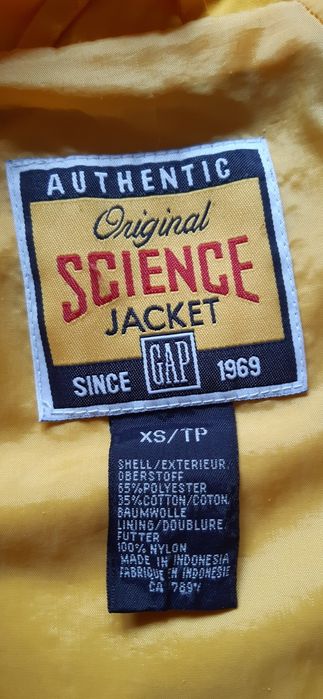 AUTHENTIC
Original
SCIENCE
JACKET
SINCE GAP 1969
XS/TP
SHELL/EXTERIEUR
OBERSTOFF
65%POLYESTER
35%COTTON/COTON
BAUMWOLLE
LINING/DOUBLURE
FUTTER
100%NYLON
MADE IN INDONESIA
FABRIQUE EN INDONESIE